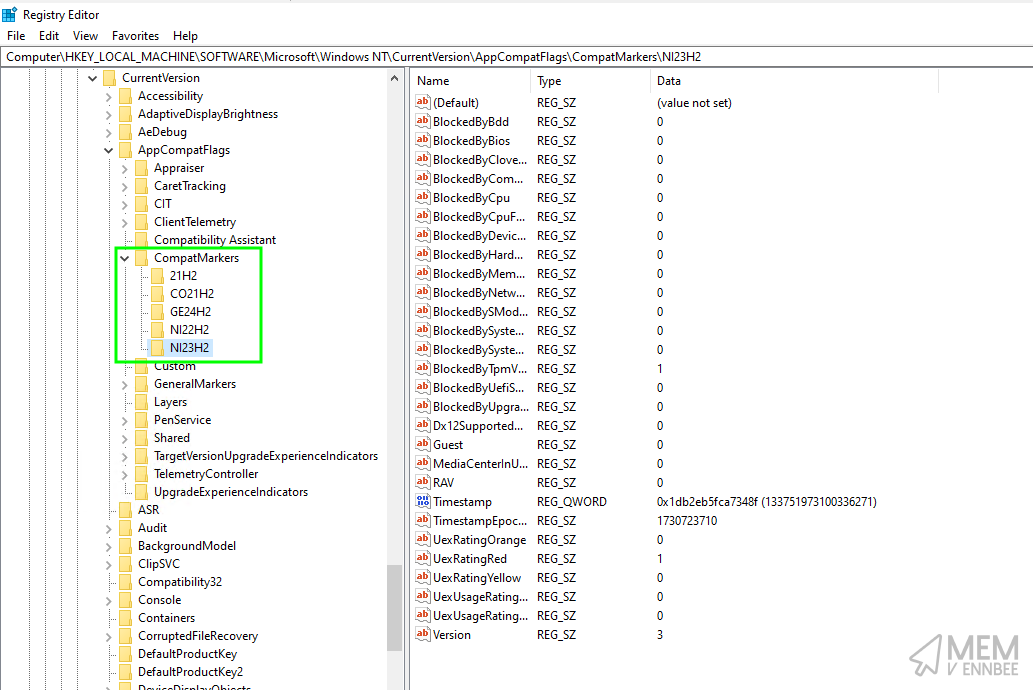 Registry Editor
File Edit View Favorites Help
Computer\HKEY_LOCAL_MACHINE\SOFTWARE\Microsoft\Windows NT\CurrentVersion\AppCompatFlags\CompatMarkers\NI23H2
CurrentVersion
Accessibility
AdaptiveDisplayBrightness
AeDebug
AppCompatFlags
Appraiser
CaretTracking
CIT
ClientTelemetry
Compatibility Assistant
CompatMarkers
21H2
CO21H2
GE24H2
NI22H2
NI23H2
Custom
GeneralMarkers
Layers
PenService
Shared
TargetVersionUpgradeExperienceIndicators
TelemetryController
UpgradeExperienceIndicators
ASR
Audit
BackgroundModel
ClipSVC
Compatibility32
Console
Containers
CorruptedFileRecovery
DefaultProductKey
DefaultProductKey2
DeviceDisplayObjects
Name Type Data
(Default) REG_SZ (value not set)
BlockedByBdd REG_SZ 0
BlockedByBios REG_SZ 0
BlockedByClove... REG_SZ 0
BlockedByCom... REG_SZ 0
BlockedByCpu REG_SZ 0
BlockedByCpuF... REG_SZ 0
BlockedByDevic... REG_SZ 0
BlockedByHard... REG_SZ 0
BlockedByMem... REG_SZ 0
BlockedByNetw... REG_SZ 0
BlockedBySMod... REG_SZ 0
BlockedBySyste... REG_SZ 0
BlockedBySyste... REG_SZ 0
BlockedByTpmV... REG_SZ 1
BlockedByUefiS... REG_SZ 0
BlockedByUpgra... REG_SZ 0
Dx12Supported... REG_SZ 0
Guest REG_SZ 0
MediaCenterInU... REG_SZ 0
RAV REG_SZ 0
Timestamp REG_QWORD 0x1db2eb5fca7348f (133751973100336271)
TimestampEpoc... REG_SZ 1730723710
UexRatingOrange REG_SZ 0
UexRatingRed REG_SZ 1
UexRatingYellow REG_SZ 0
UexUsageRating... REG_SZ 0
UexUsageRating... REG_SZ 0
Version REG_SZ 3
MEM
V ENNBEE